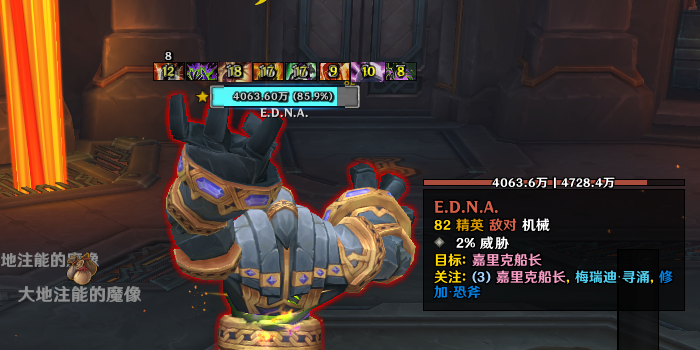 8
12 18 17 17 9 10 8
4063.60万 (85.9%)
E.D.N.A.
4063.6万 | 4728.4万
E.D.N.A.
82 精英 敌对 机械
2% 威胁
目标: 嘉里克船长
关注: (3) 嘉里克船长, 梅瑞迪·寻涌, 修
加·恐斧
地注能的魔像
大地注能的魔像